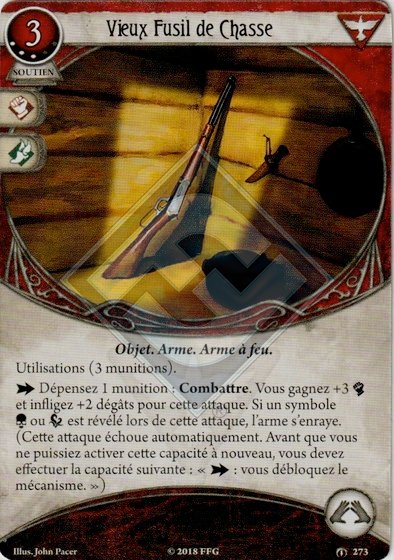 3
Vieux Fusil de Chasse
SOUTIEN
Objet. Arme. Arme à feu.
Utilisations (3 munitions).
Dépensez 1 munition : Combattre. Vous gagnez +3
et infligez +2 dégâts pour cette attaque. Si un symbole
ou est révélé lors de cette attaque, l'arme s'enraye.
(Cette attaque échoue automatiquement. Avant que vous
ne puissiez activer cette capacité à nouveau, vous devez
effectuer la capacité suivante : « : vous débloquez le
mécanisme. »)
Illus. John Pacer © 2018 FFG 273